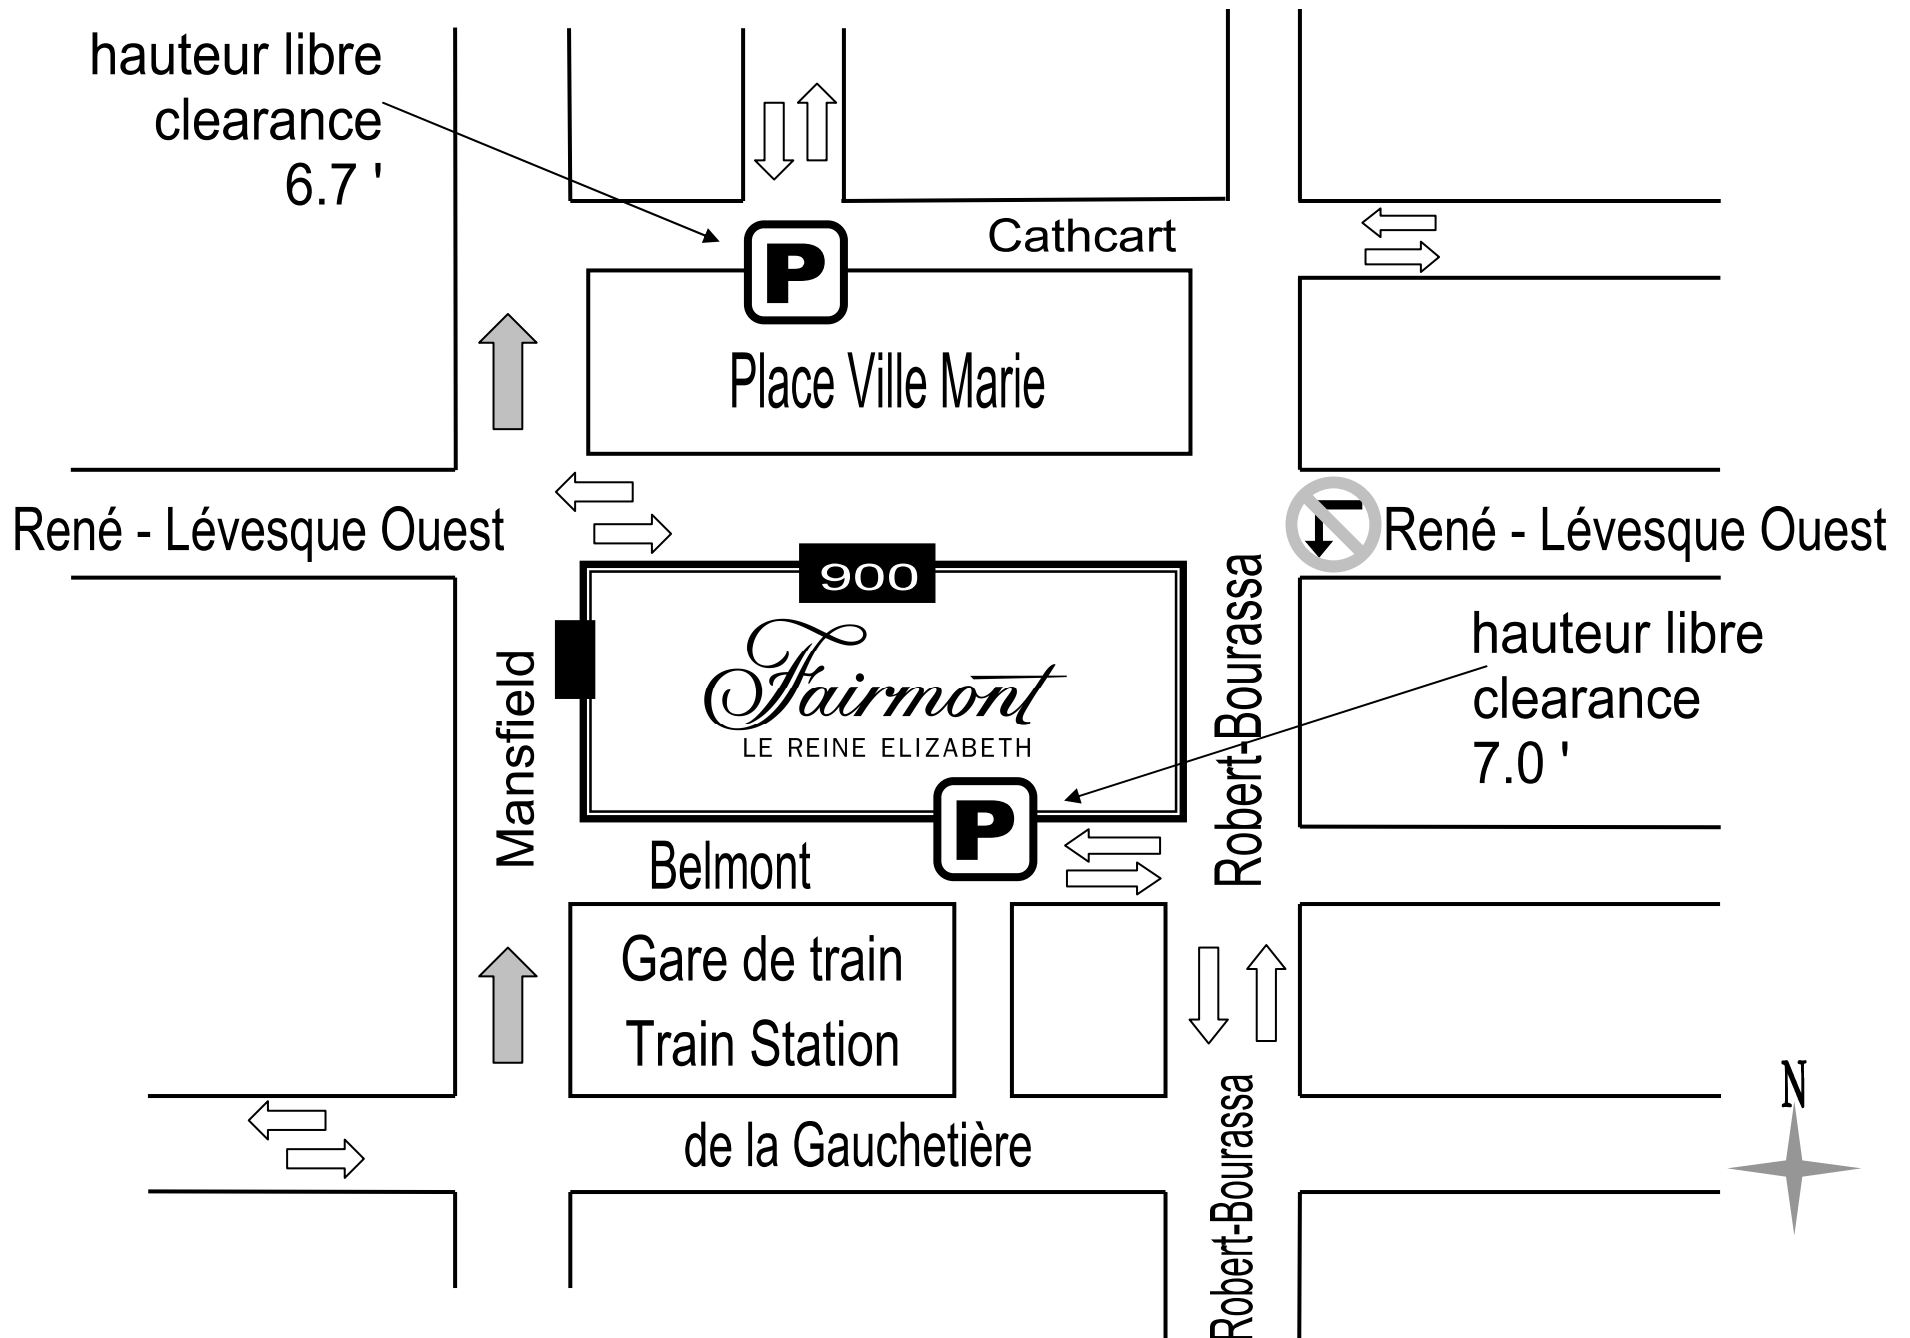 hauteur libre
clearance
6.7 '
Cathcart
P
Place Ville Marie
René - Lévesque Ouest
René - Lévesque Ouest
900
Fairmont
LE REINE ELIZABETH
Mansfield
Robert-Bourassa
hauteur libre
clearance
7.0 '
P
Belmont
Gare de train
Train Station
de la Gauchetière
Robert-Bourassa
N